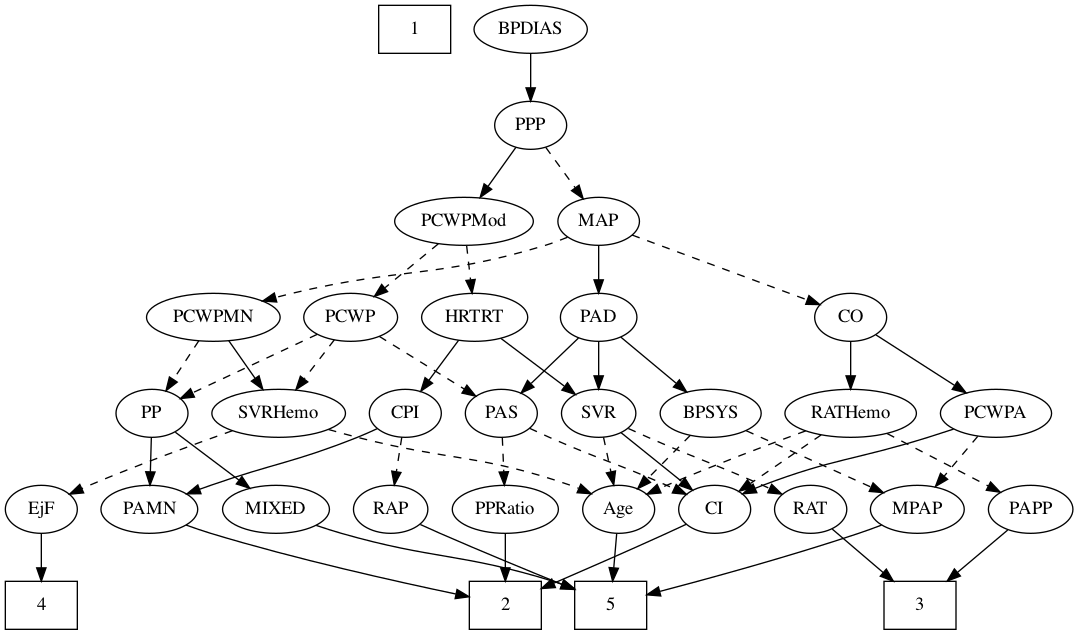 1
BPDIAS
PPP
PCWPMod
MAP
PCWPMN
PCWP
HRTRT
PAD
CO
PP
SVRHemo
CPI
PAS
SVR
BPSYS
RATHemo
PCWPA
EjF
PAMN
MIXED
RAP
PPRatio
Age
CI
RAT
MPAP
PAPP
4
2
5
3